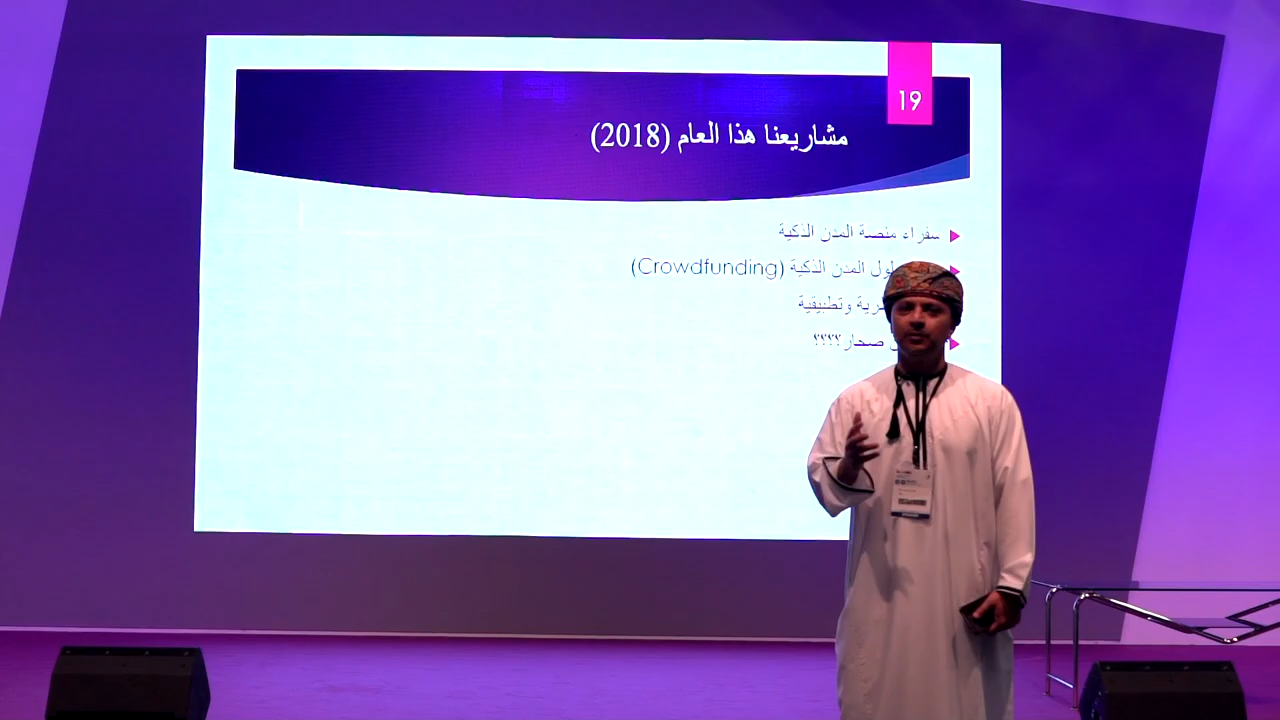 19
مشاريعنا هذا العام (2018)
سفراء منصة المدن الذكية
المدن الذكية (Crowdfunding)
وتطبيقية
صحار؟؟؟؟